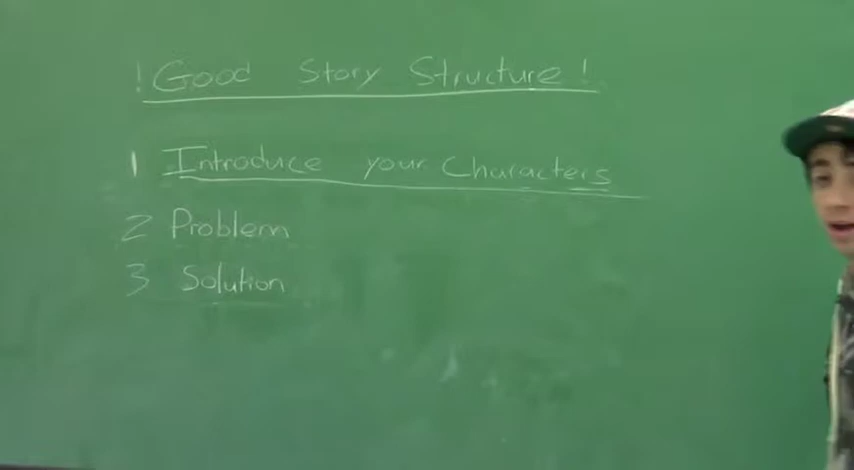 ! Good Story Structure !
1 Introduce your Characters
2 Problem
3 Solution